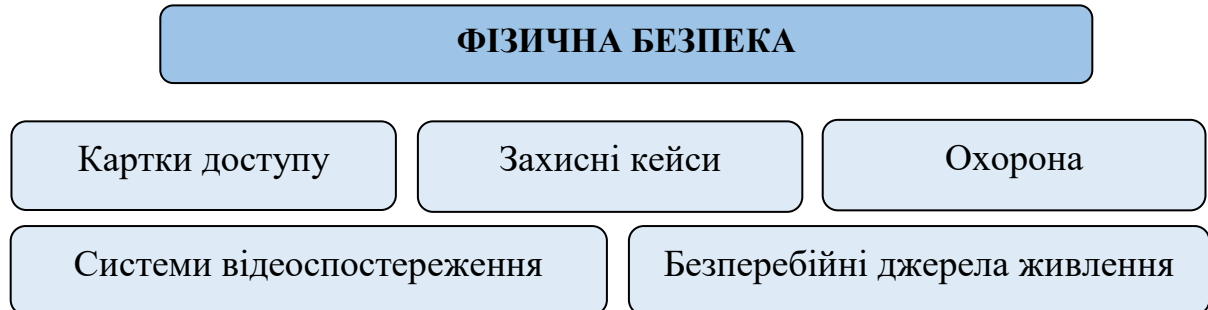 ФІЗИЧНА БЕЗПЕКА
Картки доступу
Захисні кейси
Охорона
Системи відеоспостереження
Безперебійні джерела живлення